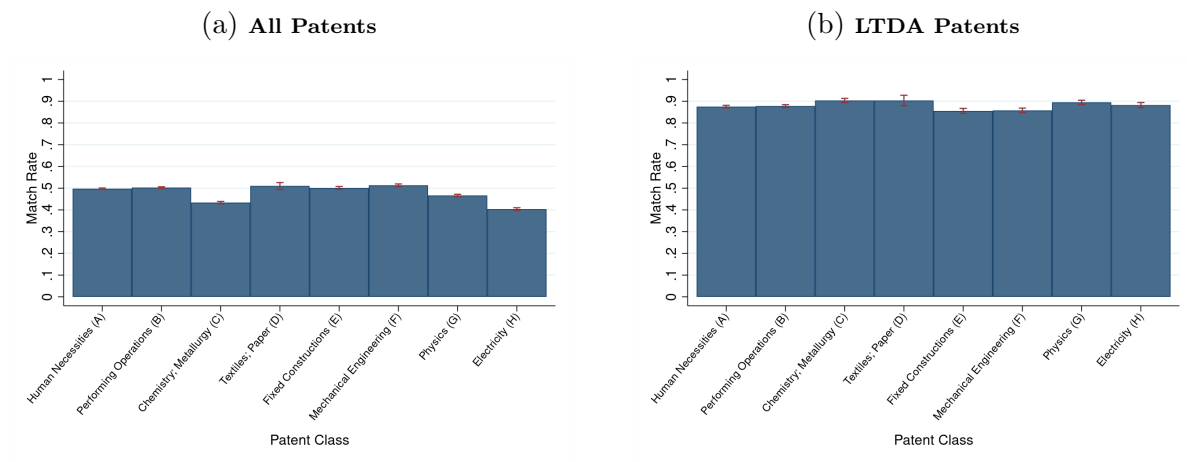 (a) All Patents
Match Rate
1
.9
.8
.7
.6
.5
.4
.3
.2
.1
0
Human Necessities (A)
Performing Operations (B)
Chemistry; Metallurgy (C)
Textiles; Paper (D)
Fixed Constructions (E)
Mechanical Engineering (F)
Physics (G)
Electricity (H)
Patent Class
(b) LTDA Patents
Match Rate
1
.9
.8
.7
.6
.5
.4
.3
.2
.1
0
Human Necessities (A)
Performing Operations (B)
Chemistry; Metallurgy (C)
Textiles; Paper (D)
Fixed Constructions (E)
Mechanical Engineering (F)
Physics (G)
Electricity (H)
Patent Class